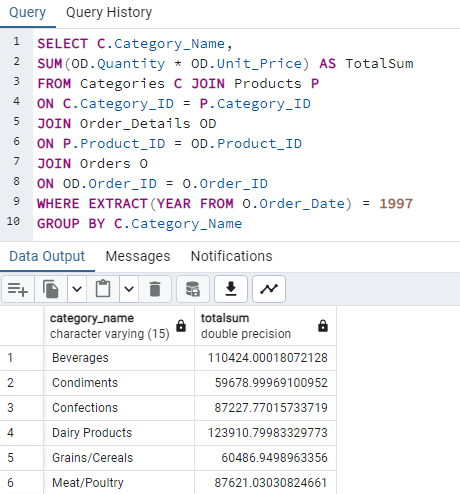 Query Query History
1 SELECT C.Category_Name,
2 SUM(OD.Quantity * OD.Unit_Price) AS TotalSum
3 FROM Categories C JOIN Products P
4 ON C.Category_ID = P.Category_ID
5 JOIN Order_Details OD
6 ON P.Product_ID = OD.Product_ID
7 JOIN Orders O
8 ON OD.Order_ID = O.Order_ID
9 WHERE EXTRACT(YEAR FROM O.Order_Date) = 1997
10 GROUP BY C.Category_Name
Data Output Messages Notifications
category_name totalsum
character varying (15) double precision
1 Beverages 110424.00018072128
2 Condiments 59678.99969100952
3 Confections 87227.77015733719
4 Dairy Products 123910.79983329773
5 Grains/Cereals 60486.9498963356
6 Meat/Poultry 87621.03030824661